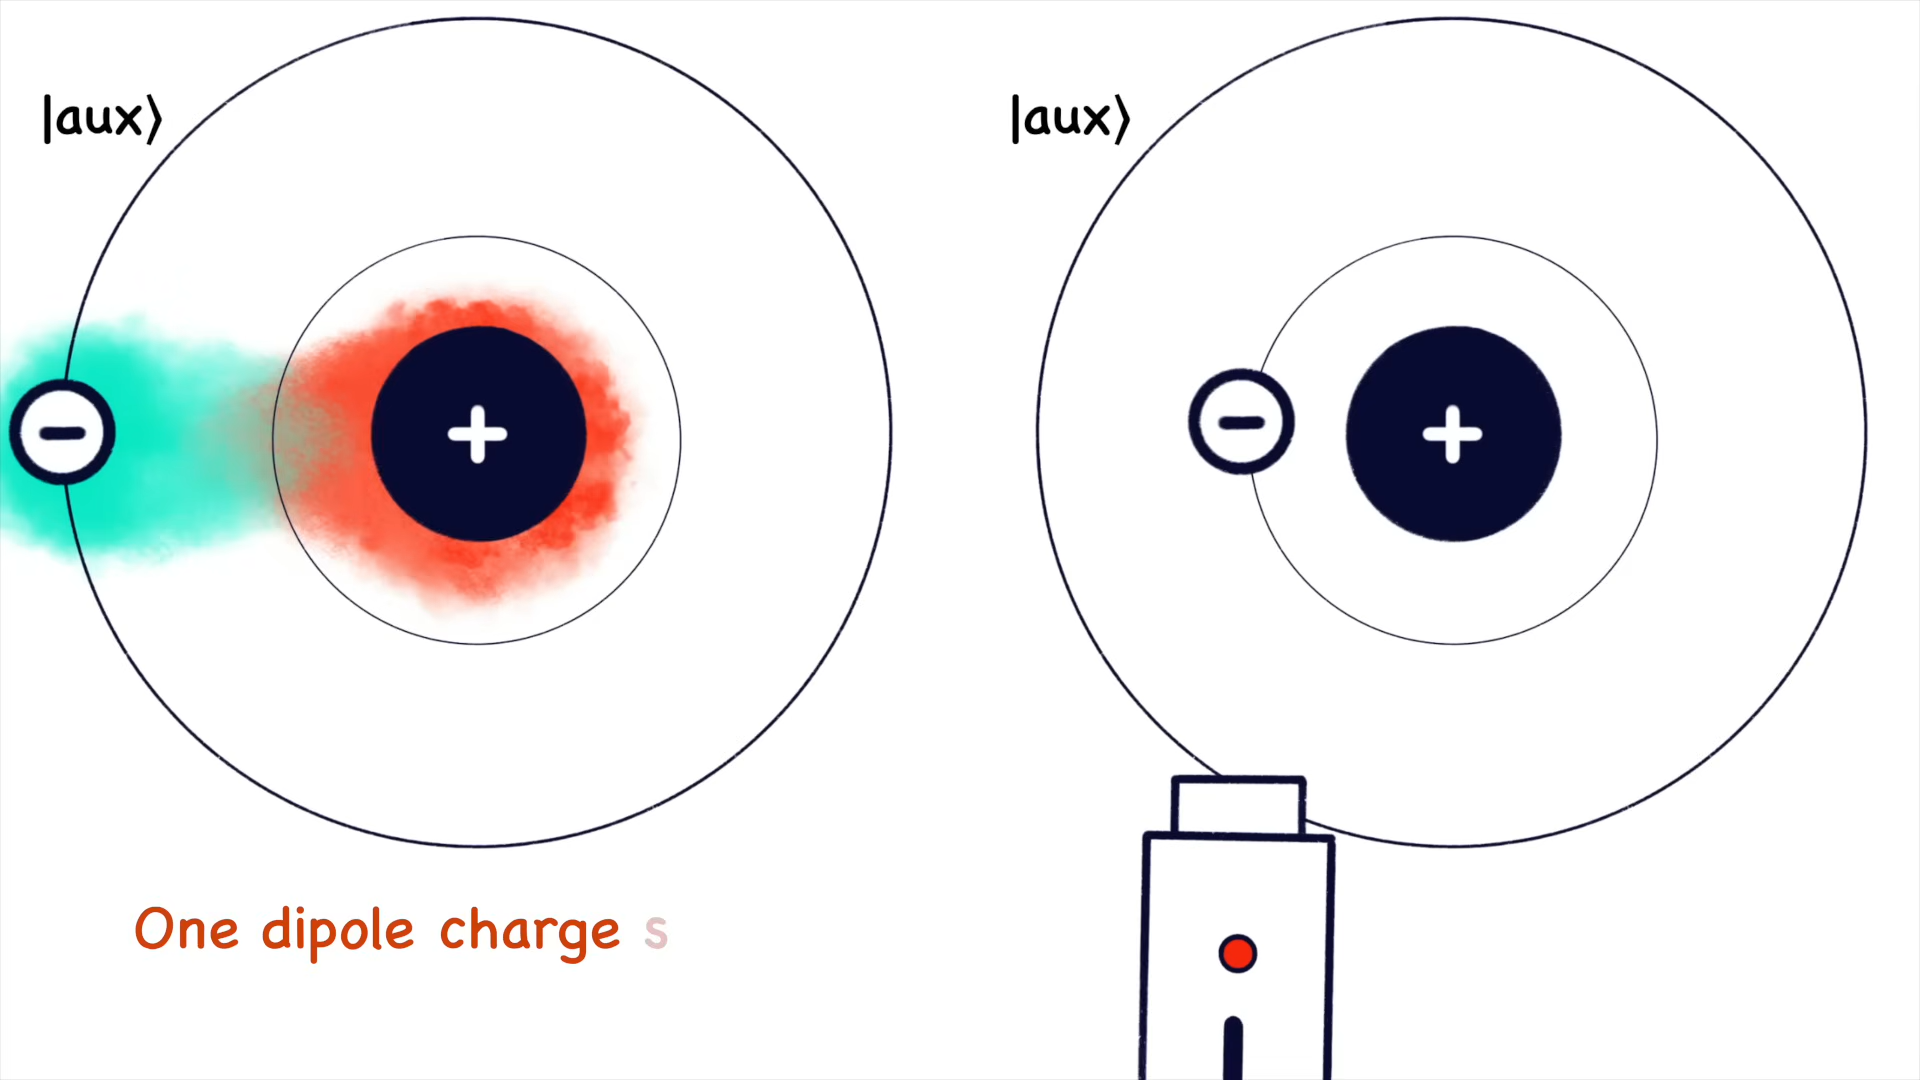 |aux⟩ |aux⟩
− + − +
One dipole charge s